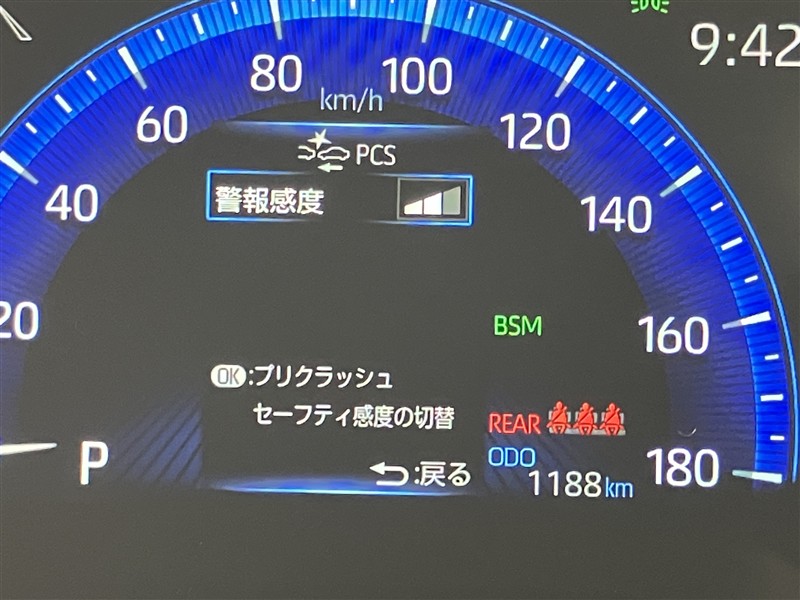 9:42
80
100
km/h
60
120
PCS
40
警報感度
140
20
BSM
160
OK:プリクラッシュ
セーフティ感度の切替
REAR
P
ODO
180
:戻る
1188km